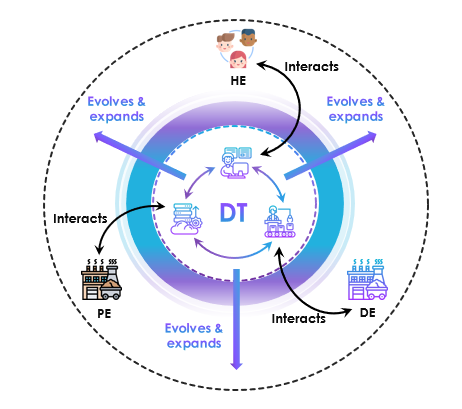 HE
Interacts
Evolves &
expands
Evolves &
expands
DT
Interacts
PE
DE
Interacts
Evolves &
expands